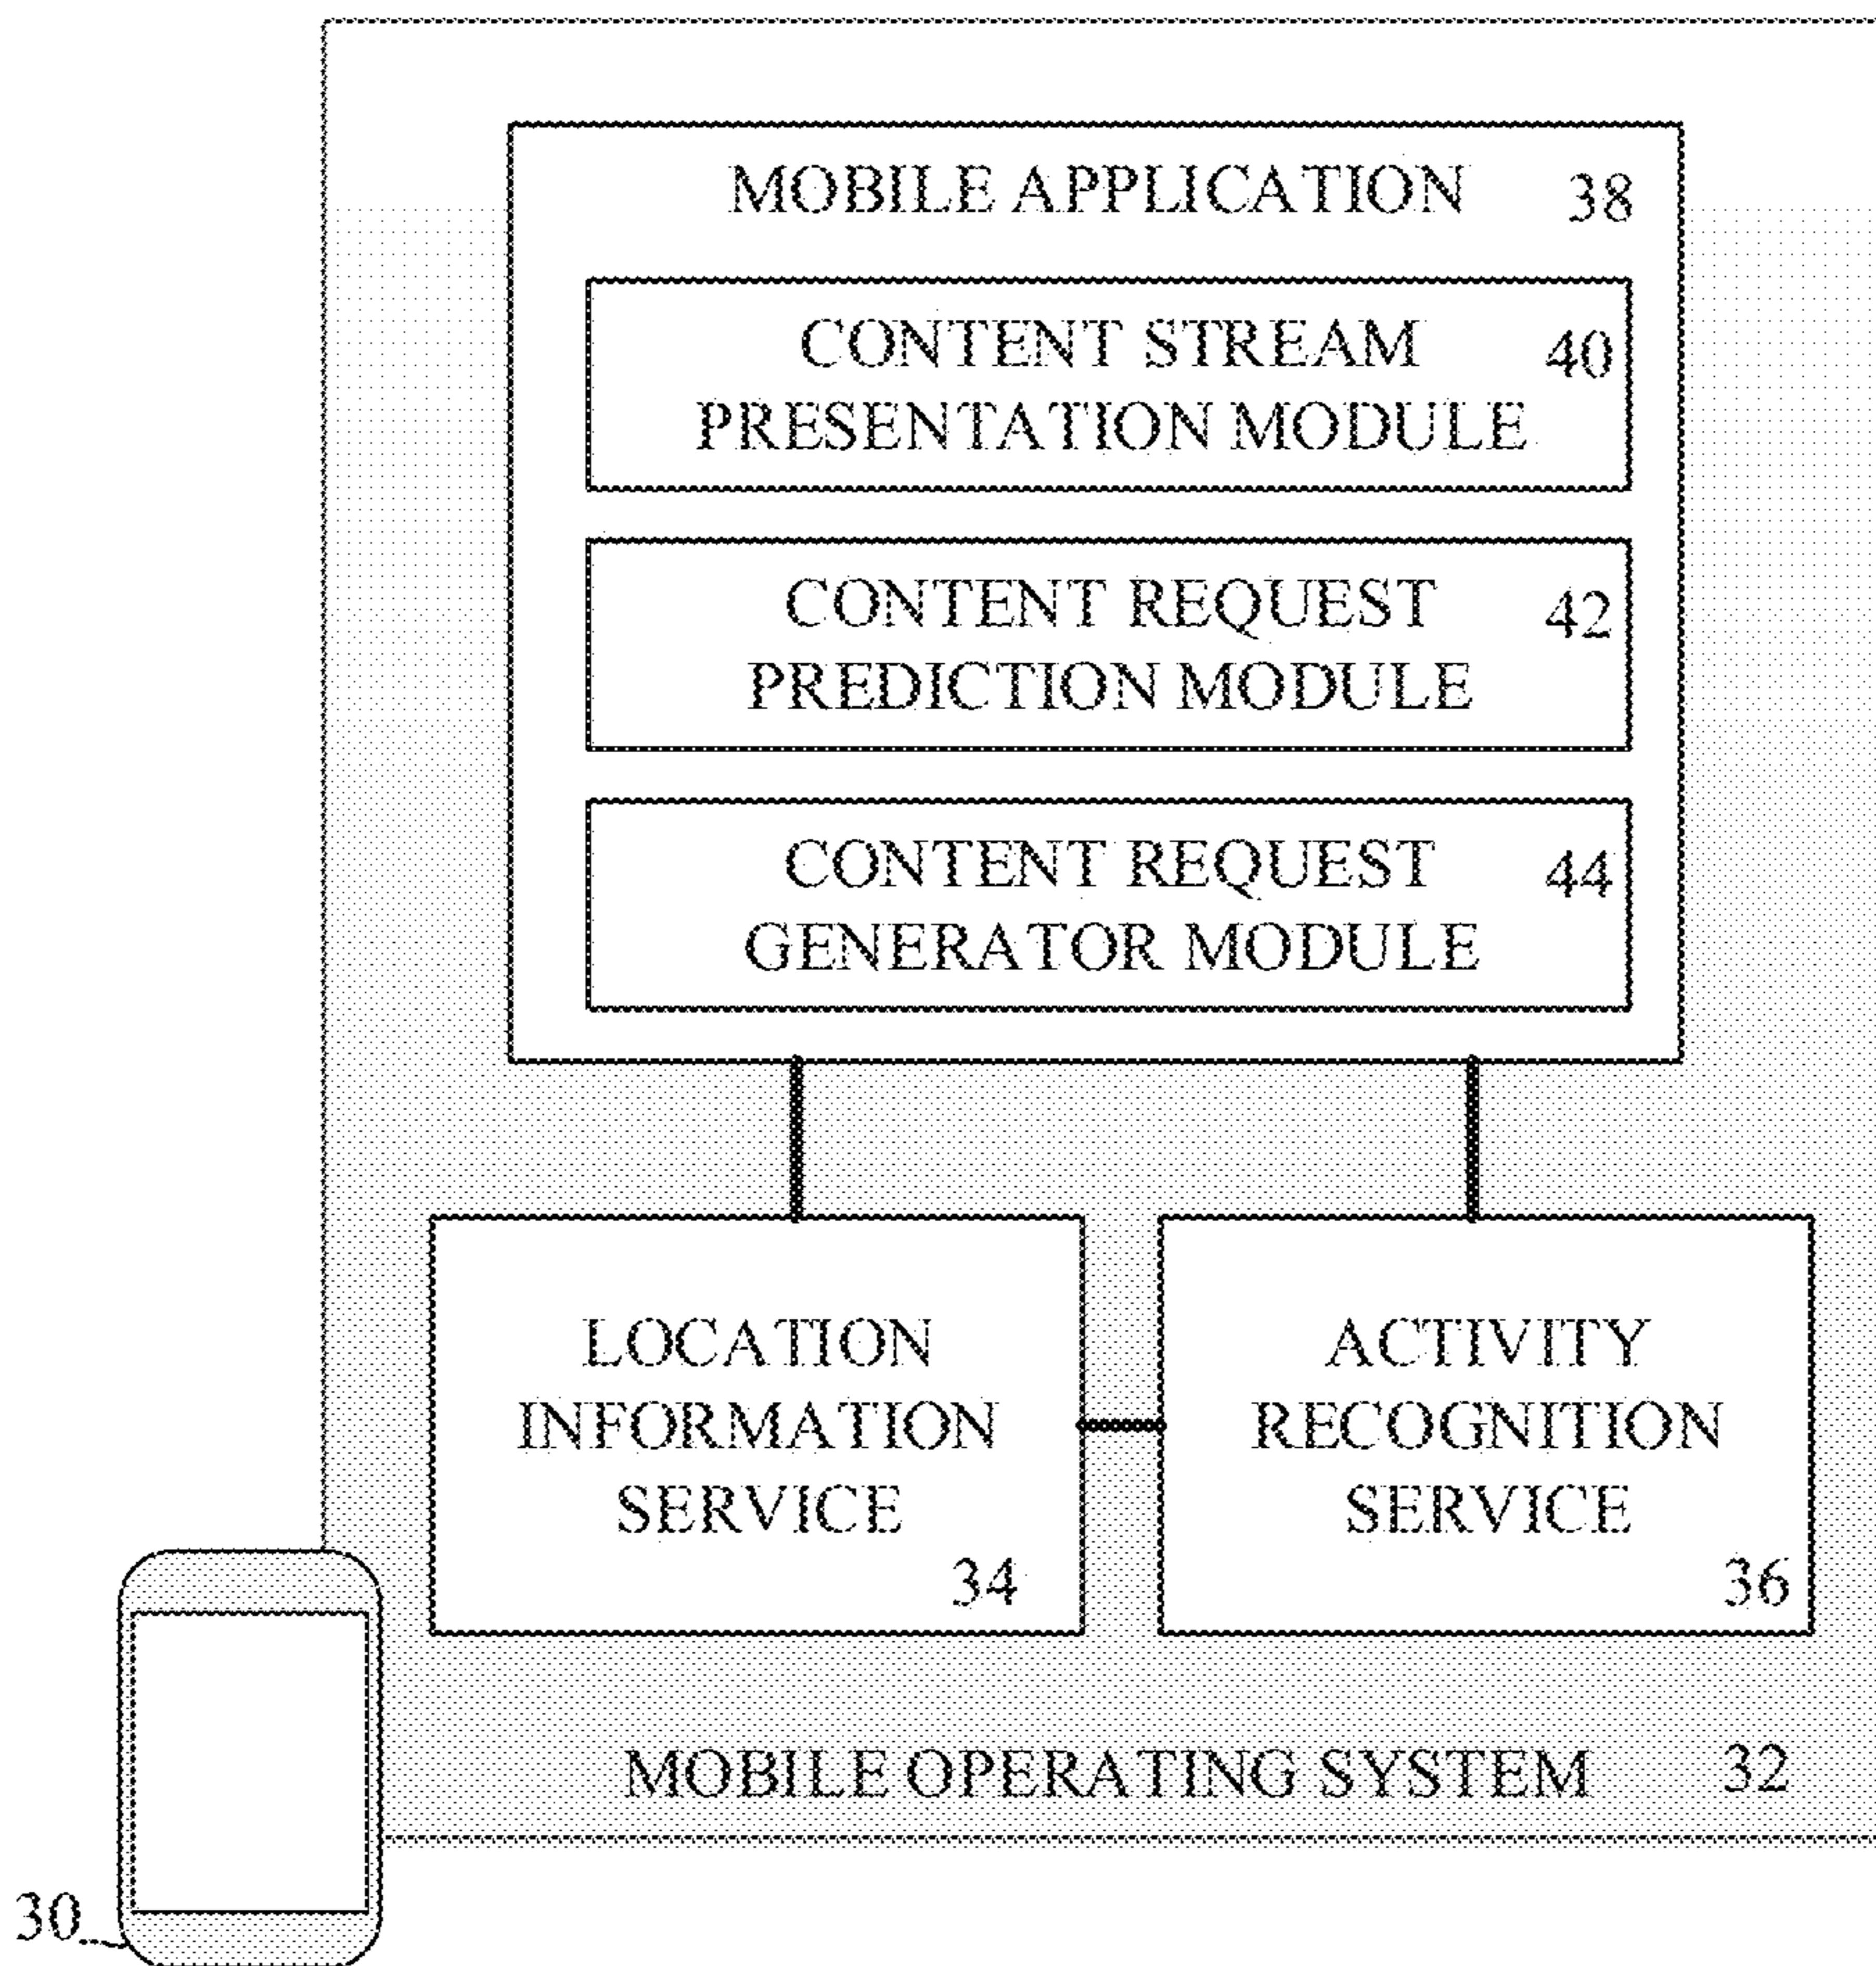 MOBILE APPLICATION 38
CONTENT STREAM 40
PRESENTATION MODULE
CONTENT REQUEST 42
PREDICTION MODULE
CONTENT REQUEST 44
GENERATOR MODULE
LOCATION
INFORMATION
SERVICE
34
ACTIVITY
RECOGNITION
SERVICE
36
MOBILE OPERATING SYSTEM 32
30